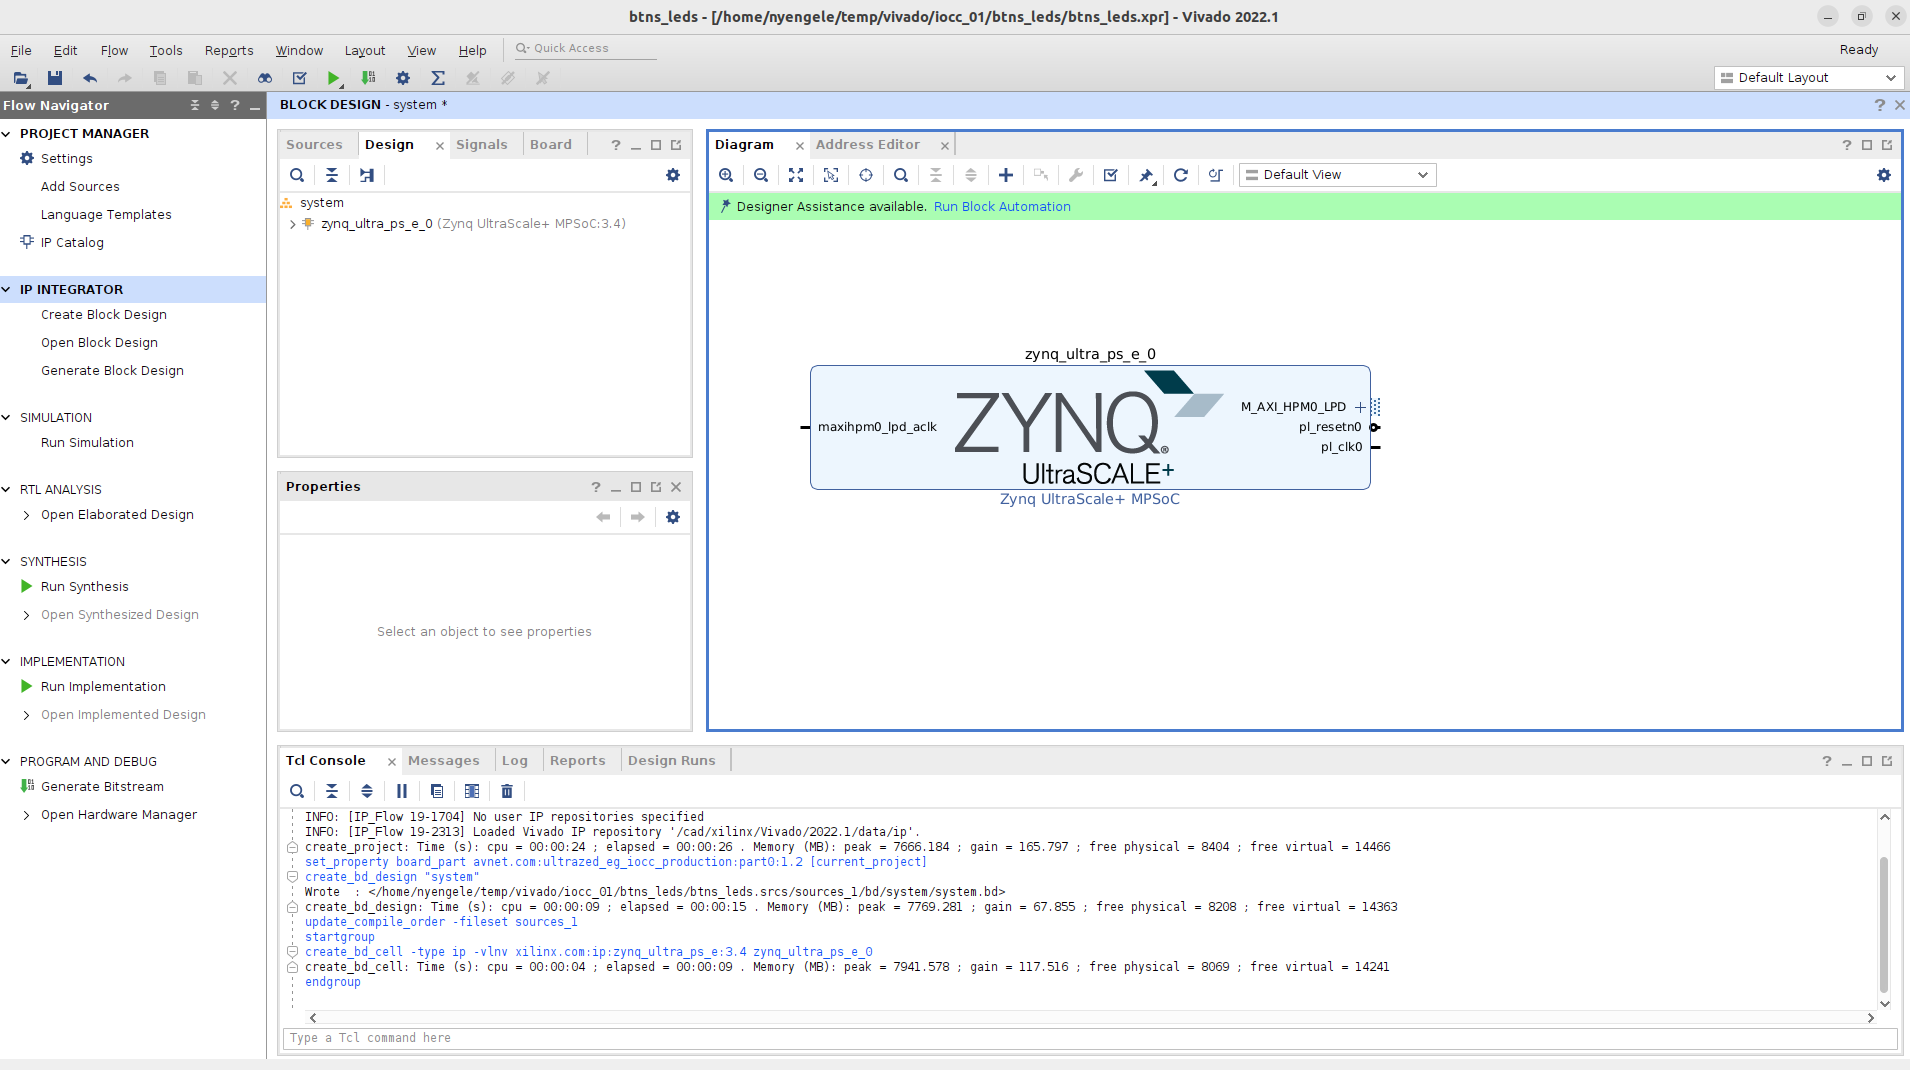 btns_leds - [/home/nyengele/temp/vivado/iocc_01/btns_leds/btns_leds.xpr] - Vivado 2022.1
File Edit Flow Tools Reports Window Layout View Help Quick Access
Ready
Default Layout
Flow Navigator
PROJECT MANAGER
Settings
Add Sources
Language Templates
IP Catalog
IP INTEGRATOR
Create Block Design
Open Block Design
Generate Block Design
SIMULATION
Run Simulation
RTL ANALYSIS
Open Elaborated Design
SYNTHESIS
Run Synthesis
Open Synthesized Design
IMPLEMENTATION
Run Implementation
Open Implemented Design
PROGRAM AND DEBUG
Generate Bitstream
Open Hardware Manager
BLOCK DESIGN - system *
Sources Design Signals Board
system
zynq_ultra_ps_e_0 (Zynq UltraScale+ MPSoC:3.4)
Properties
Select an object to see properties
Diagram Address Editor
Default View
Designer Assistance available. Run Block Automation
zynq_ultra_ps_e_0
maxihpm0_lpd_aclk
ZYNQ®
UltraSCALE+
M_AXI_HPM0_LPD
pl_resetn0
pl_clk0
Zynq UltraScale+ MPSoC
Tcl Console Messages Log Reports Design Runs
INFO: [IP_Flow 19-1704] No user IP repositories specified
INFO: [IP_Flow 19-2313] Loaded Vivado IP repository '/cad/xilinx/Vivado/2022.1/data/ip'.
create_project: Time (s): cpu = 00:00:24 ; elapsed = 00:00:26 . Memory (MB): peak = 7666.184 ; gain = 165.797 ; free physical = 8404 ; free virtual = 14466
set_property board_part avnet.com:ultrazed_eg_iocc_production:part0:1.2 [current_project]
create_bd_design "system"
Wrote  : </home/nyengele/temp/vivado/iocc_01/btns_leds/btns_leds.srcs/sources_1/bd/system/system.bd>
create_bd_design: Time (s): cpu = 00:00:09 ; elapsed = 00:00:15 . Memory (MB): peak = 7769.281 ; gain = 67.855 ; free physical = 8208 ; free virtual = 14363
update_compile_order -fileset sources_1
startgroup
create_bd_cell -type ip -vlnv xilinx.com:ip:zynq_ultra_ps_e:3.4 zynq_ultra_ps_e_0
create_bd_cell: Time (s): cpu = 00:00:04 ; elapsed = 00:00:09 . Memory (MB): peak = 7941.578 ; gain = 117.516 ; free physical = 8069 ; free virtual = 14241
endgroup
Type a Tcl command here